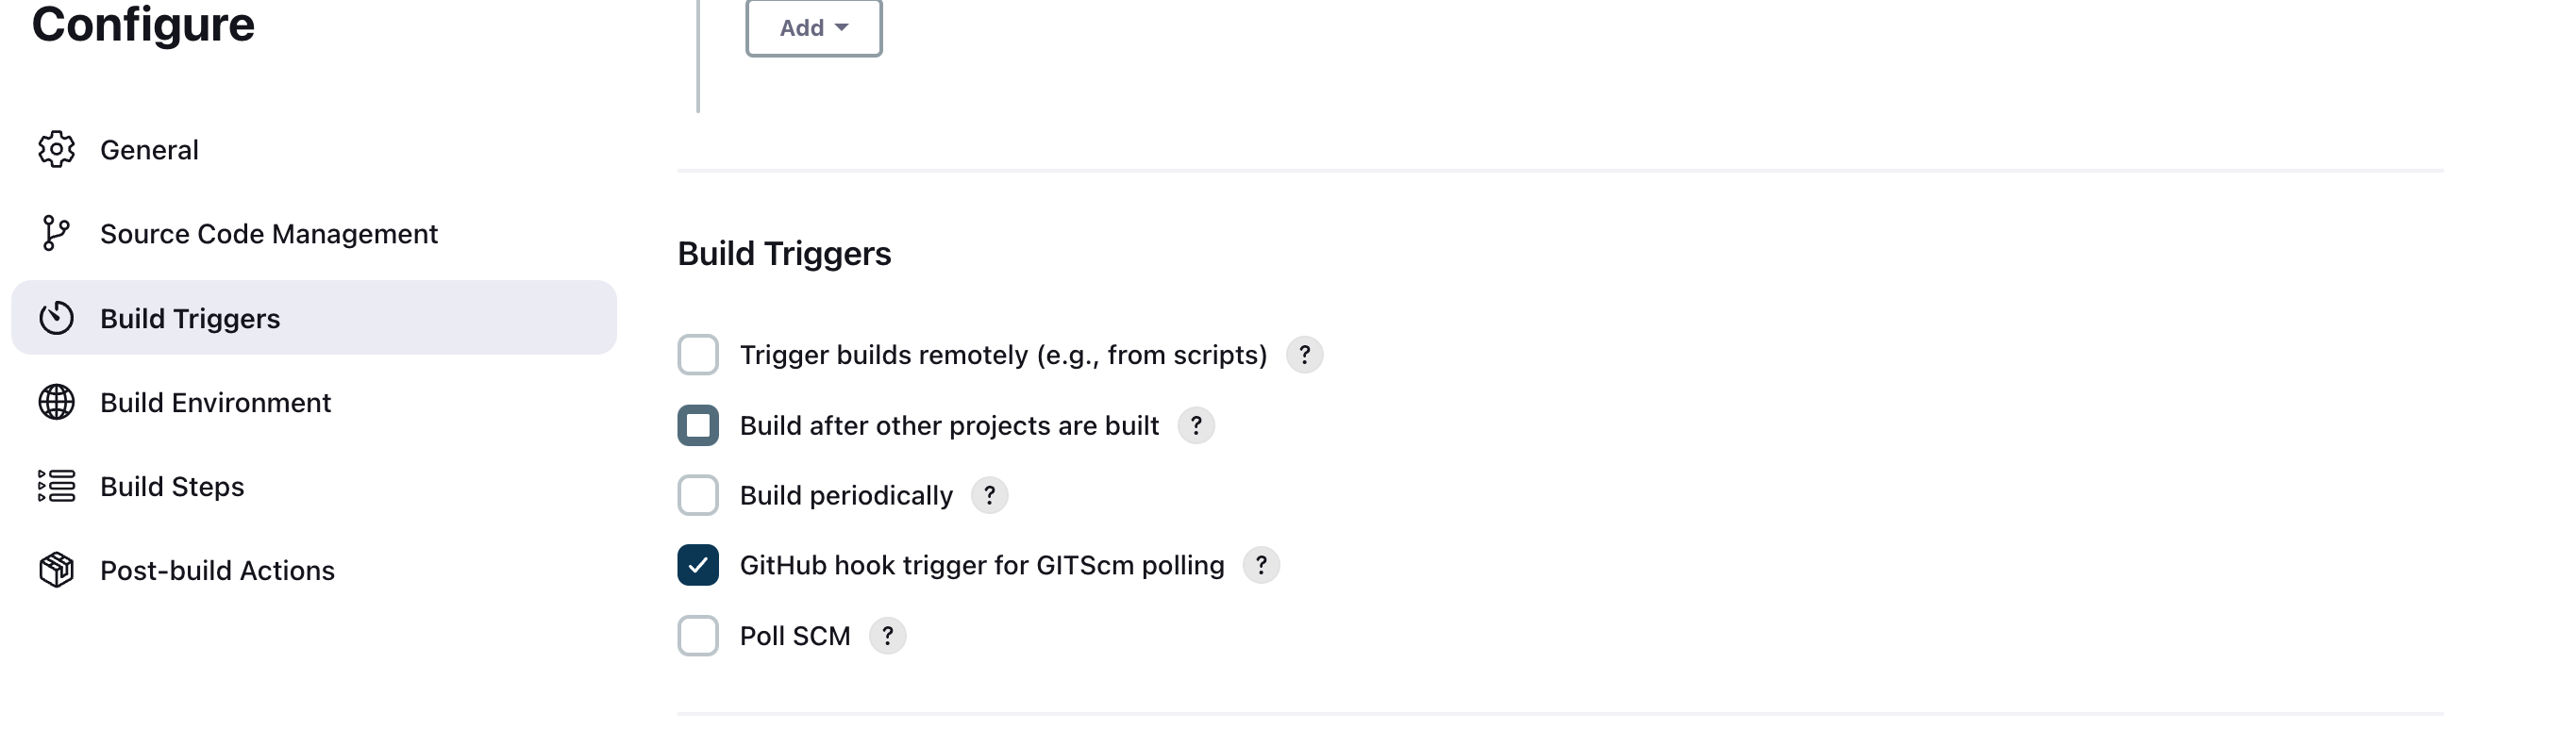 Configure
General
Source Code Management
Build Triggers
Build Environment
Build Steps
Post-build Actions
Add
Build Triggers
Trigger builds remotely (e.g., from scripts) ?
Build after other projects are built ?
Build periodically ?
GitHub hook trigger for GITScm polling ?
Poll SCM ?